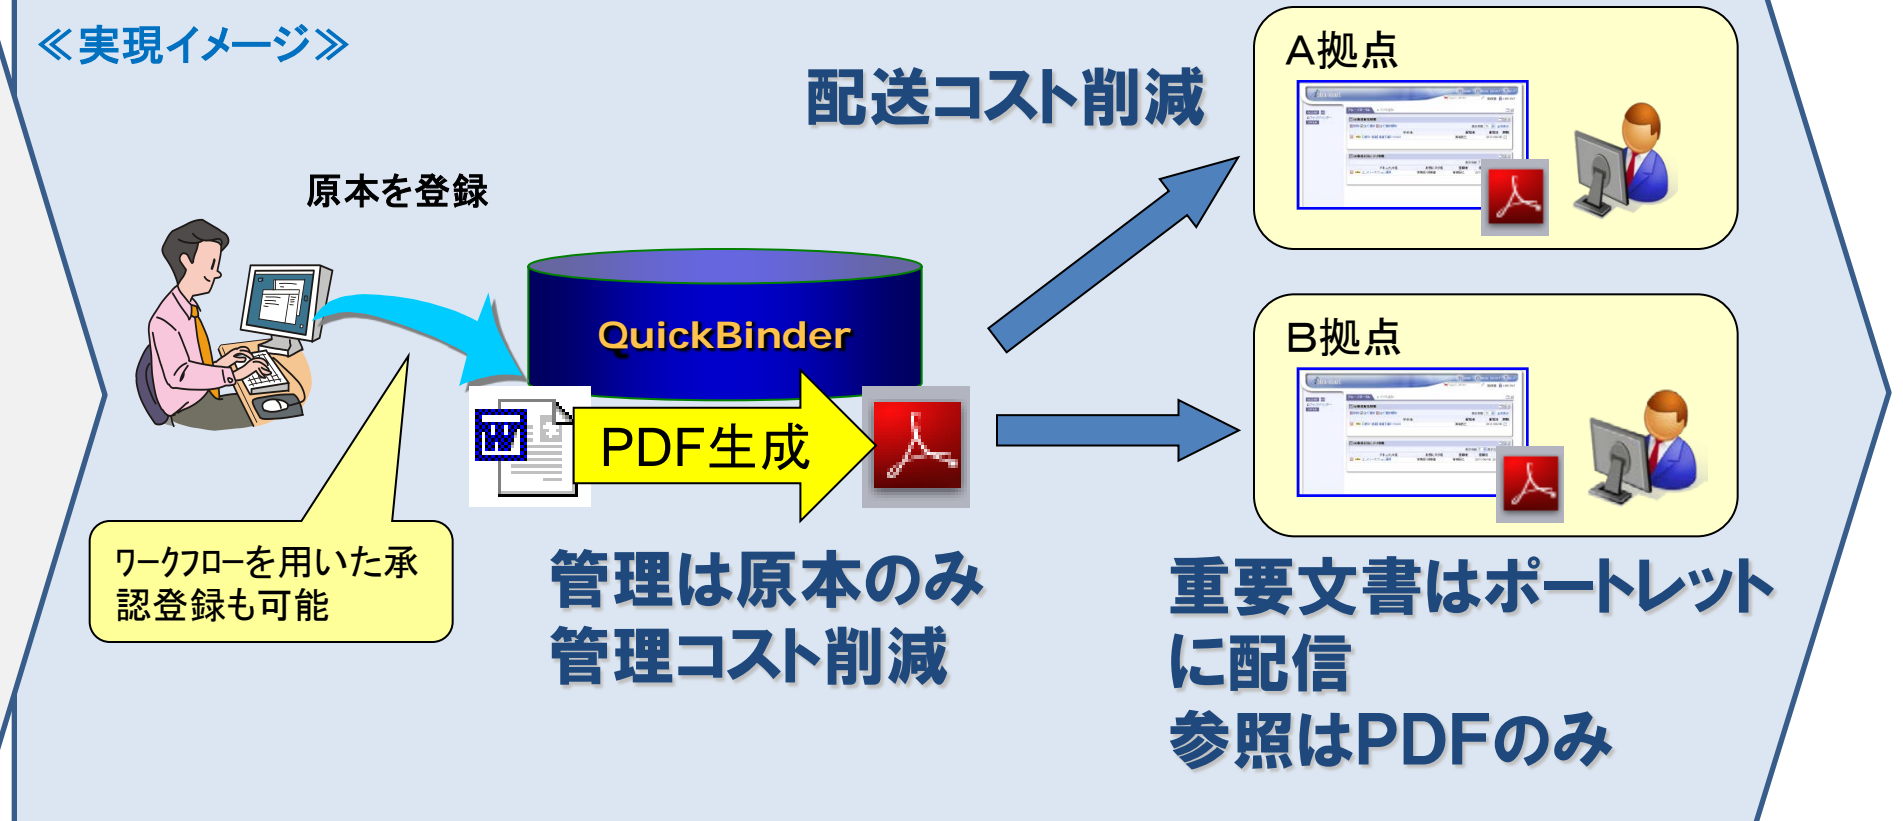 ≪実現イメージ≫
配送コスト削減
A拠点
原本を登録
QuickBinder
B拠点
PDF生成
ワークフローを用いた承
認登録も可能
管理は原本のみ
管理コスト削減
重要文書はポートレット
に配信
参照はPDFのみ